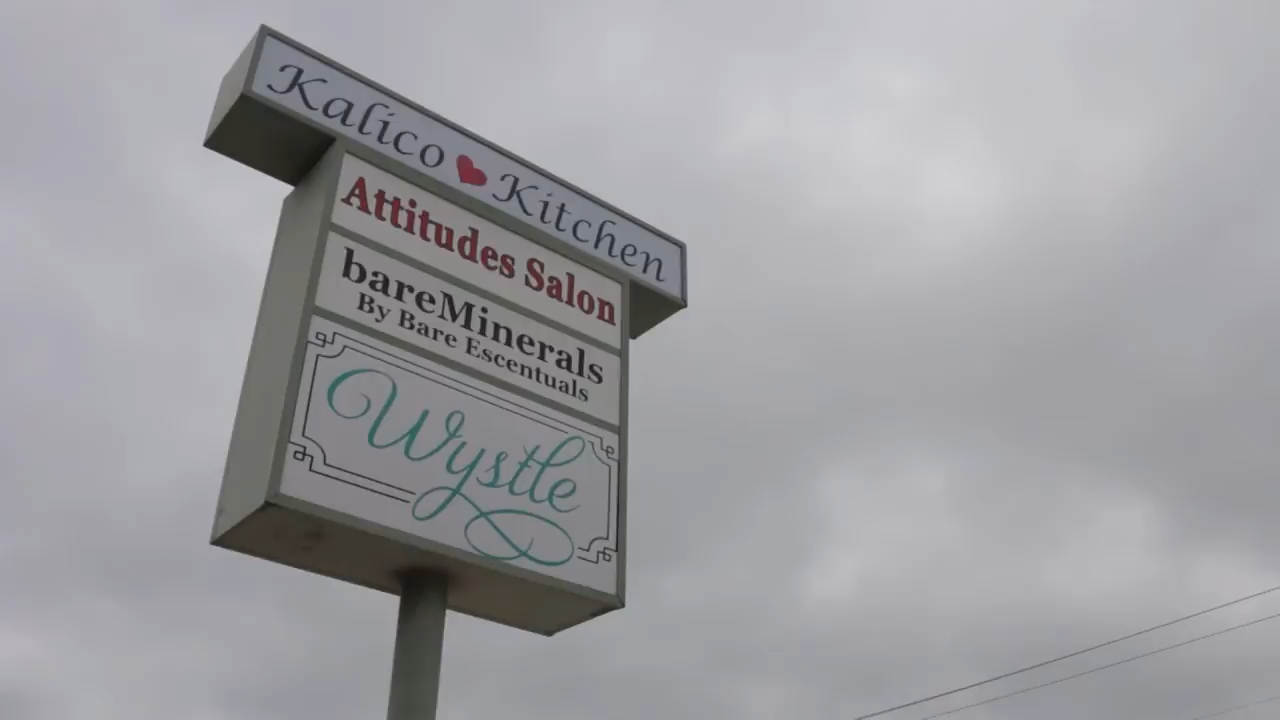 Kalico Kitchen
Attitudes Salon
bareMinerals
By Bare Escentuals
Wystle